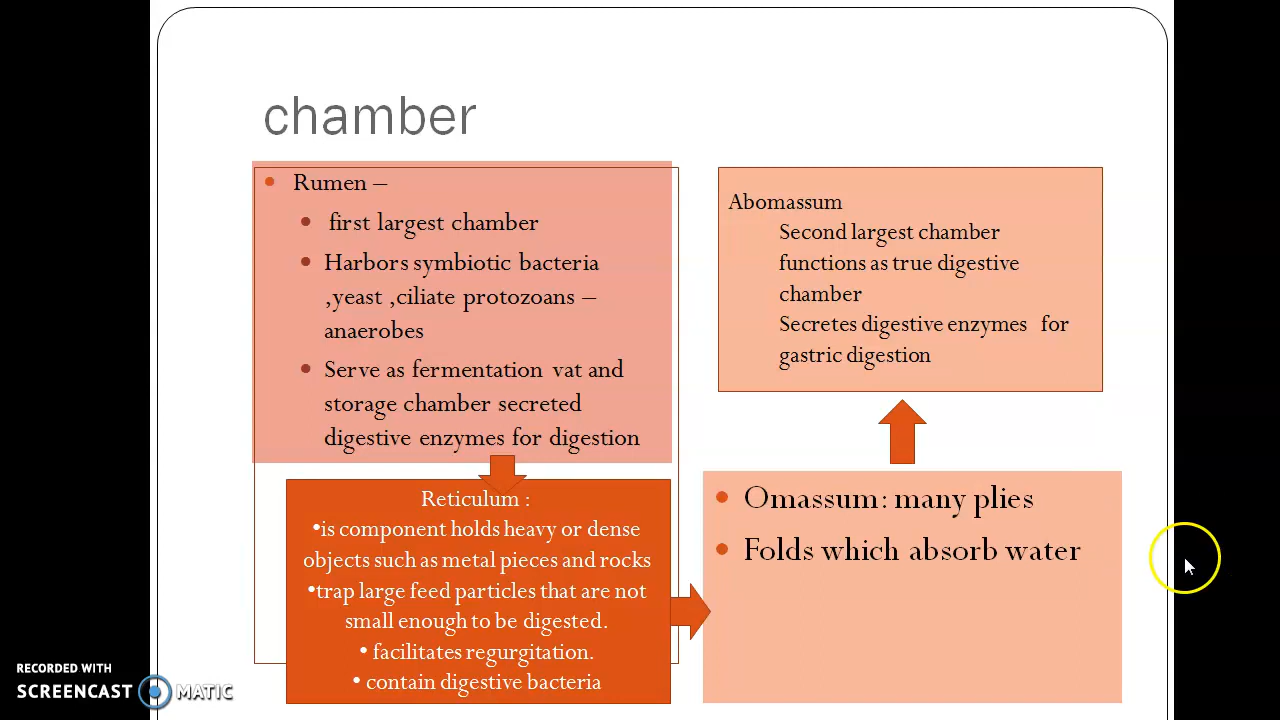 chamber
• Rumen –
• first largest chamber
• Harbors symbiotic bacteria
,yeast ,ciliate protozoans –
anaerobes
• Serve as fermentation vat and
storage chamber secreted
digestive enzymes for digestion
Reticulum :
•is component holds heavy or dense
objects such as metal pieces and rocks
•trap large feed particles that are not
small enough to be digested.
• facilitates regurgitation.
• contain digestive bacteria
• Omassum: many plies
• Folds which absorb water
Abomassum
Second largest chamber
functions as true digestive
chamber
Secretes digestive enzymes for
gastric digestion
RECORDED WITH
SCREENCAST MATIC